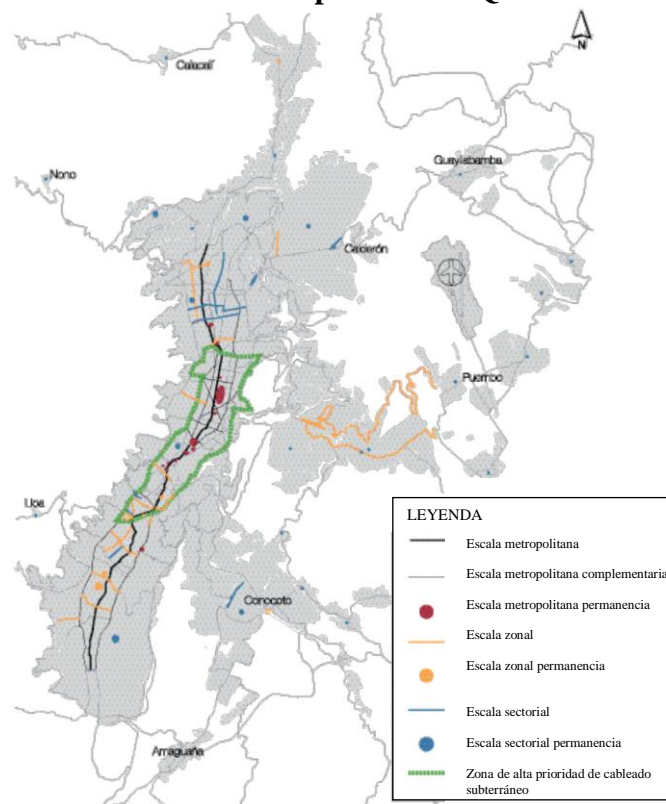 N
Calacalí
Nono
Guayllabamba
Calderón
Puembo
Lloa
Conocoto
LEYENDA
Escala metropolitana
Escala metropolitana complementaria
Escala metropolitana permanencia
Escala zonal
Escala zonal permanencia
Escala sectorial
Escala sectorial permanencia
Zona de alta prioridad de cableado
subterráneo